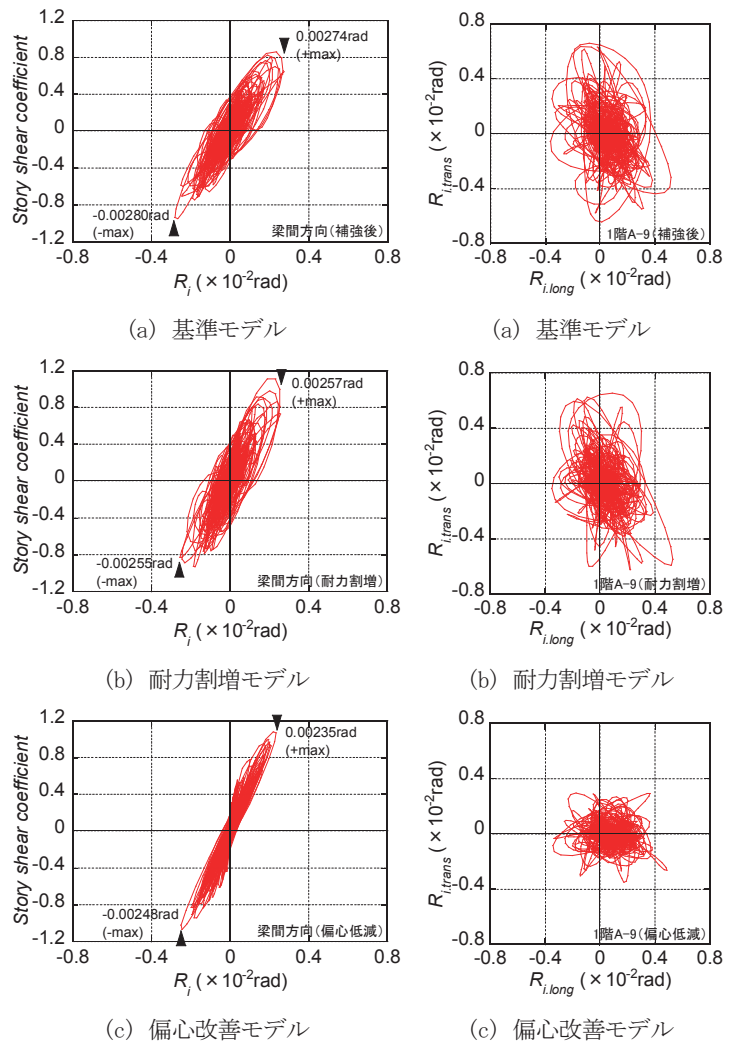 1.2
0.8
0.4
0
-0.4
-0.8
-1.2
Story shear coefficient
0.00274rad
(+max)
-0.00280rad
(-max)
梁間方向(補強後)
-0.8 -0.4 0 0.4 0.8
R_i (×10⁻²rad)
(a) 基準モデル
0.8
0.4
0
-0.4
-0.8
R_i.trans (×10⁻²rad)
1階A-9(補強後)
-0.8 -0.4 0 0.4 0.8
R_i.long (×10⁻²rad)
(a) 基準モデル
1.2
0.8
0.4
0
-0.4
-0.8
-1.2
Story shear coefficient
0.00257rad
(+max)
-0.00255rad
(-max)
梁間方向(耐力割増)
-0.8 -0.4 0 0.4 0.8
R_i (×10⁻²rad)
(b) 耐力割増モデル
0.8
0.4
0
-0.4
-0.8
R_i.trans (×10⁻²rad)
1階A-9(耐力割増)
-0.8 -0.4 0 0.4 0.8
R_i.long (×10⁻²rad)
(b) 耐力割増モデル
1.2
0.8
0.4
0
-0.4
-0.8
-1.2
Story shear coefficient
0.00235rad
(+max)
-0.00248rad
(-max)
梁間方向(偏心低減)
-0.8 -0.4 0 0.4 0.8
R_i (×10⁻²rad)
(c) 偏心改善モデル
0.8
0.4
0
-0.4
-0.8
R_i.trans (×10⁻²rad)
1階A-9(偏心低減)
-0.8 -0.4 0 0.4 0.8
R_i.long (×10⁻²rad)
(c) 偏心改善モデル